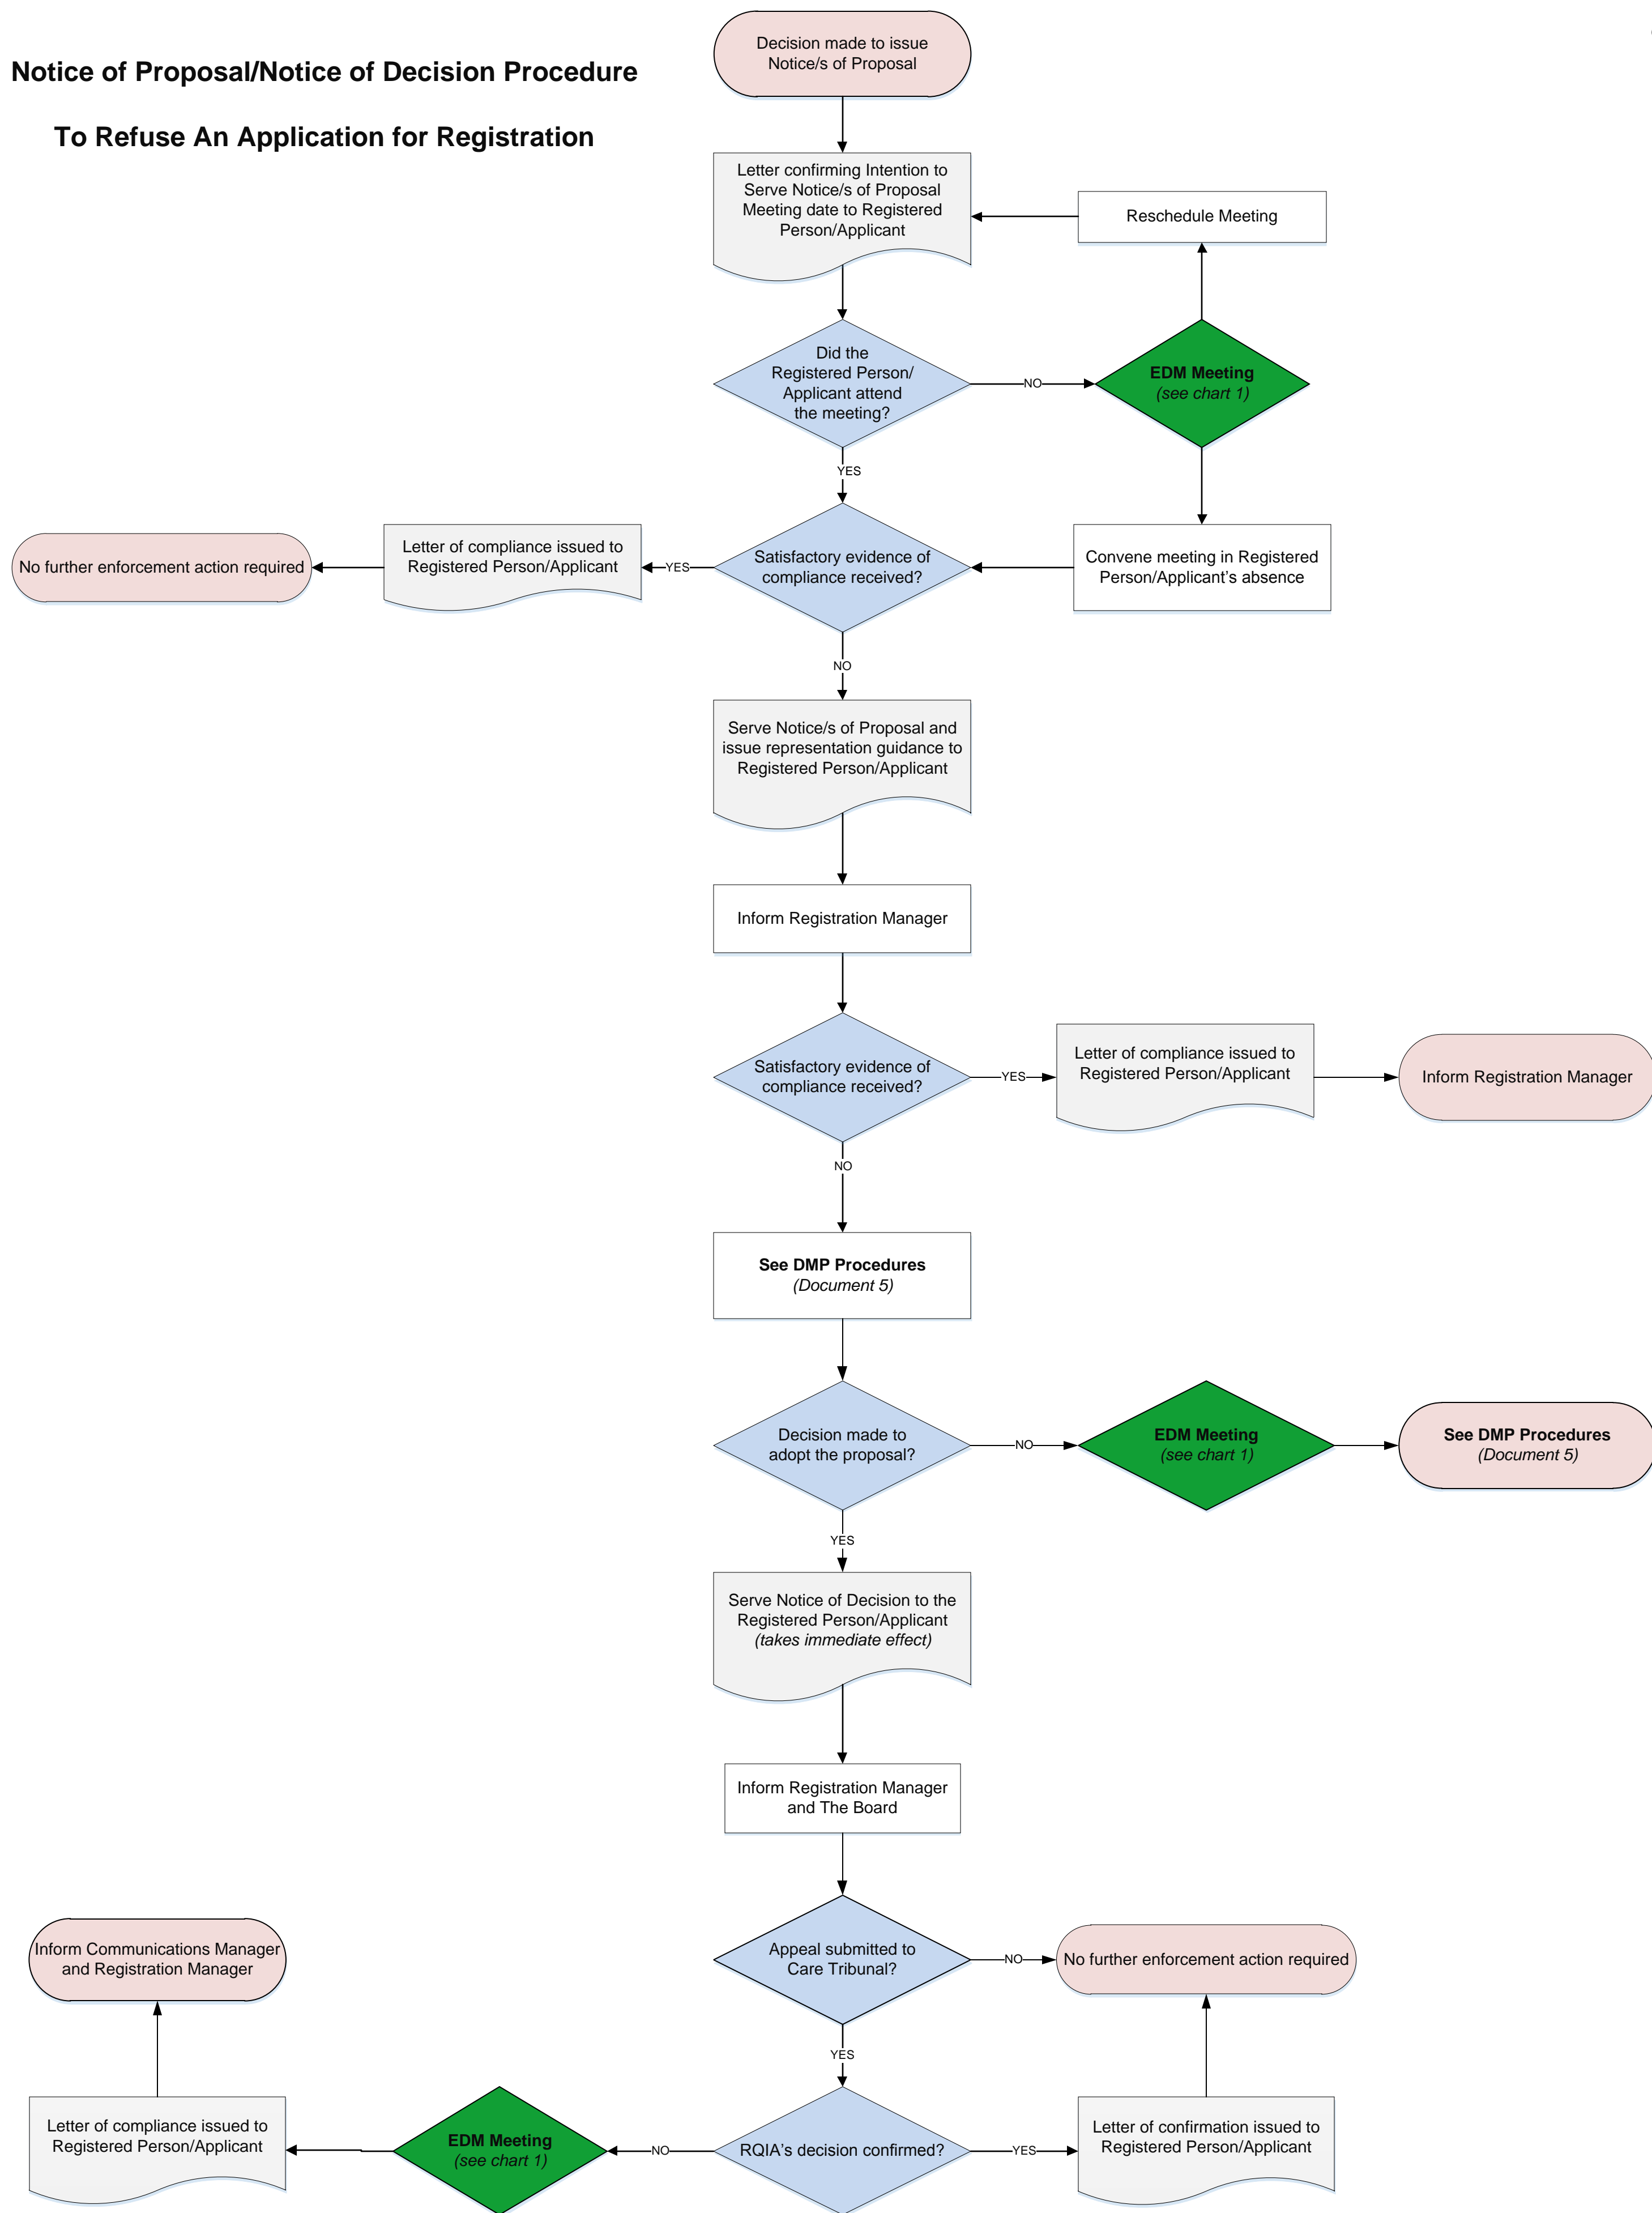 Notice of Proposal/Notice of Decision Procedure
To Refuse An Application for Registration
Decision made to issue
Notice/s of Proposal
Letter confirming Intention to
Serve Notice/s of Proposal
Meeting date to Registered
Person/Applicant
Reschedule Meeting
Did the
Registered Person/
Applicant attend
the meeting?
NO
EDM Meeting
(see chart 1)
YES
No further enforcement action required
Letter of compliance issued to
Registered Person/Applicant
YES
Satisfactory evidence of
compliance received?
Convene meeting in Registered
Person/Applicant’s absence
NO
Serve Notice/s of Proposal and
issue representation guidance to
Registered Person/Applicant
Inform Registration Manager
Satisfactory evidence of
compliance received?
YES
Letter of compliance issued to
Registered Person/Applicant
Inform Registration Manager
NO
See DMP Procedures
(Document 5)
Decision made to
adopt the proposal?
NO
EDM Meeting
(see chart 1)
See DMP Procedures
(Document 5)
YES
Serve Notice of Decision to the
Registered Person/Applicant
(takes immediate effect)
Inform Registration Manager
and The Board
Inform Communications Manager
and Registration Manager
Appeal submitted to
Care Tribunal?
NO
No further enforcement action required
YES
Letter of compliance issued to
Registered Person/Applicant
EDM Meeting
(see chart 1)
NO
RQIA’s decision confirmed?
YES
Letter of confirmation issued to
Registered Person/Applicant